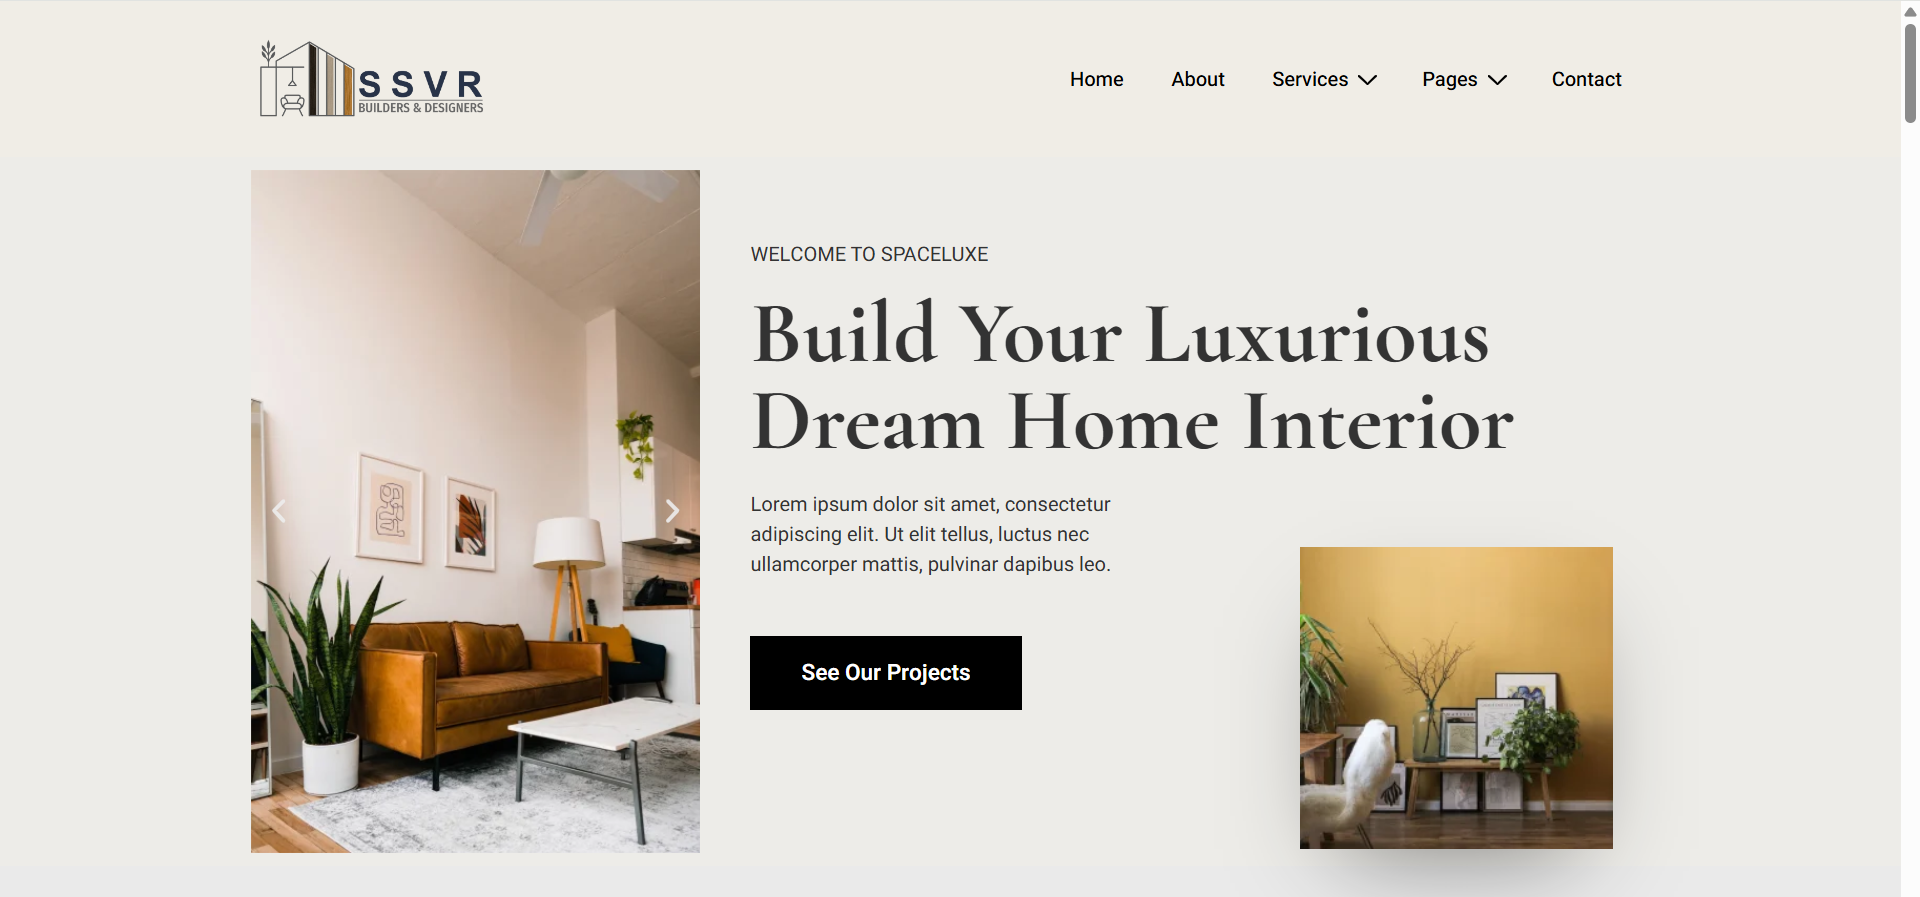 SSVR
BUILDERS & DESIGNERS
Home About Services Pages Contact
WELCOME TO SPACELUXE
Build Your Luxurious
Dream Home Interior
Lorem ipsum dolor sit amet, consectetur
adipiscing elit. Ut elit tellus, luctus nec
ullamcorper mattis, pulvinar dapibus leo.
See Our Projects